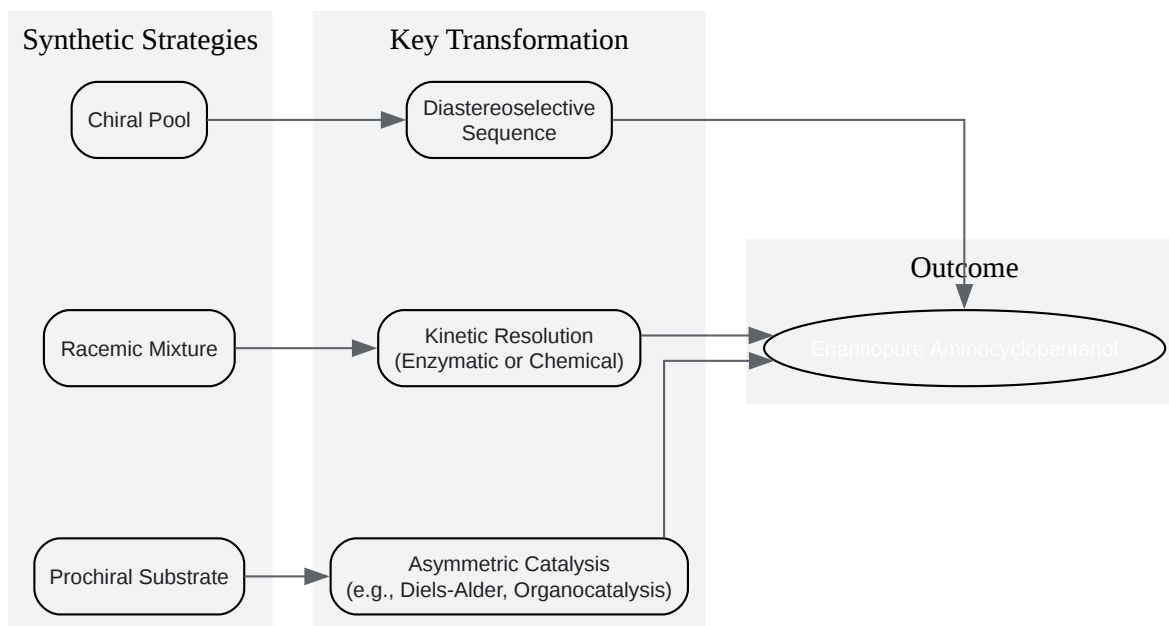 Synthetic Strategies
Key Transformation
Chiral Pool
Diastereoselective
Sequence
Outcome
Racemic Mixture
Kinetic Resolution
(Enzymatic or Chemical)
Enantiopure Aminocyclopentanol
Prochiral Substrate
Asymmetric Catalysis
(e.g., Diels-Alder, Organocatalysis)